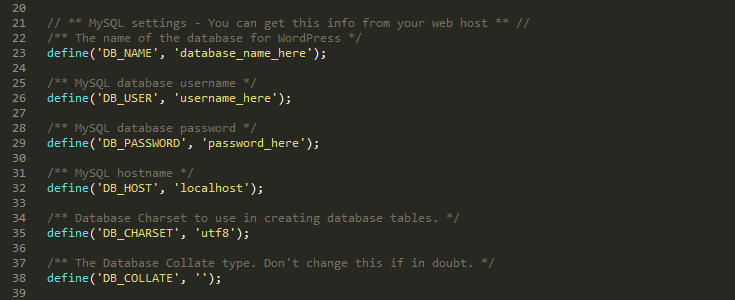 20
21 // ** MySQL settings - You can get this info from your web host ** //
22 /** The name of the database for WordPress */
23 define('DB_NAME', 'database_name_here');
24
25 /** MySQL database username */
26 define('DB_USER', 'username_here');
27
28 /** MySQL database password */
29 define('DB_PASSWORD', 'password_here');
30
31 /** MySQL hostname */
32 define('DB_HOST', 'localhost');
33
34 /** Database Charset to use in creating database tables. */
35 define('DB_CHARSET', 'utf8');
36
37 /** The Database Collate type. Don't change this if in doubt. */
38 define('DB_COLLATE', '');
39